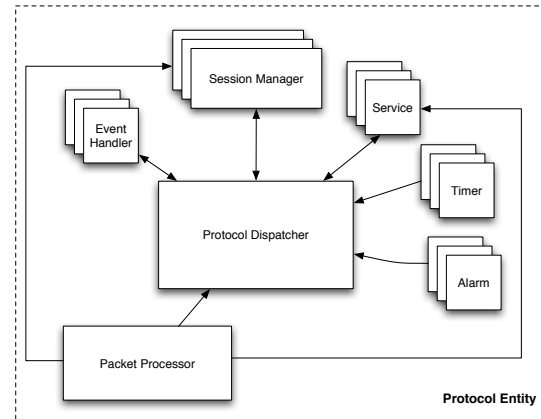 Session Manager
Service
Event
Handler
Timer
Protocol Dispatcher
Alarm
Packet Processor
Protocol Entity